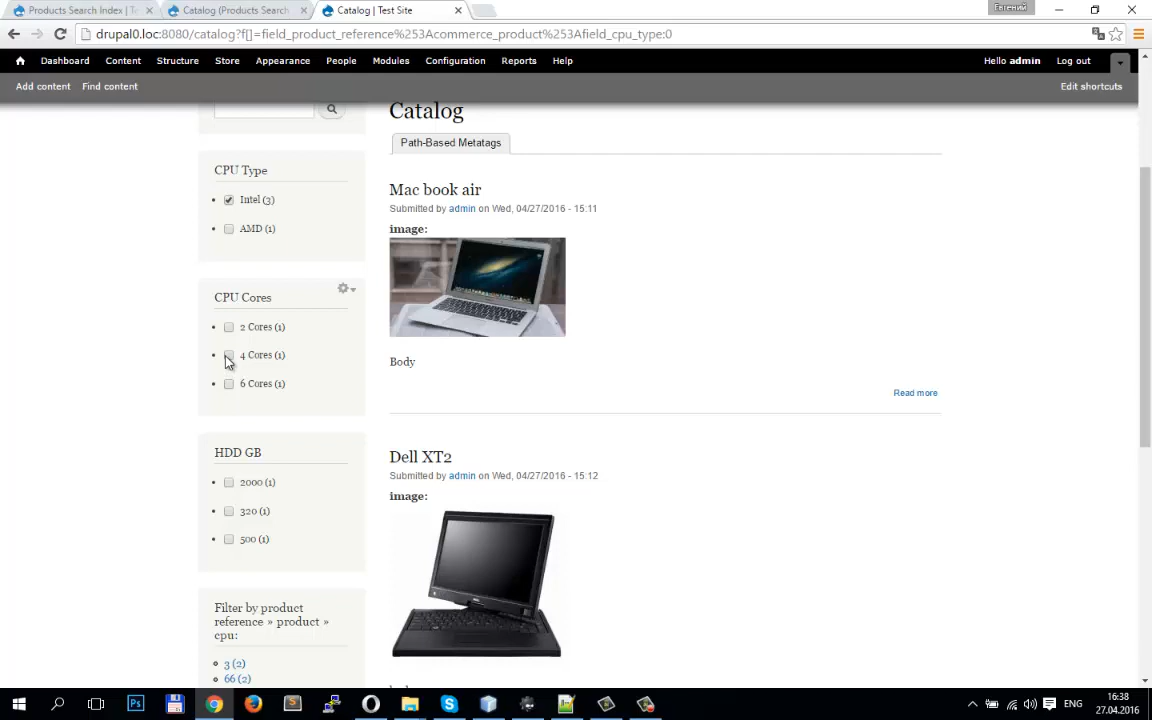 Products Search Index | Te
Catalog (Products Search
Catalog | Test Site
Евгений
drupal0.loc:8080/catalog?f[]=field_product_reference%253Acommerce_product%253Afield_cpu_type:0
Dashboard Content Structure Store Appearance People Modules Configuration Reports Help
Hello admin Log out
Add content Find content
Edit shortcuts
CPU Type
Intel (3)
AMD (1)
CPU Cores
2 Cores (1)
4 Cores (1)
6 Cores (1)
HDD GB
2000 (1)
320 (1)
500 (1)
Filter by product
reference » product »
cpu:
3 (2)
66 (2)
Catalog
Path-Based Metatags
Mac book air
Submitted by admin on Wed, 04/27/2016 - 15:11
image:
Body
Read more
Dell XT2
Submitted by admin on Wed, 04/27/2016 - 15:12
image:
ENG
16:38
27.04.2016